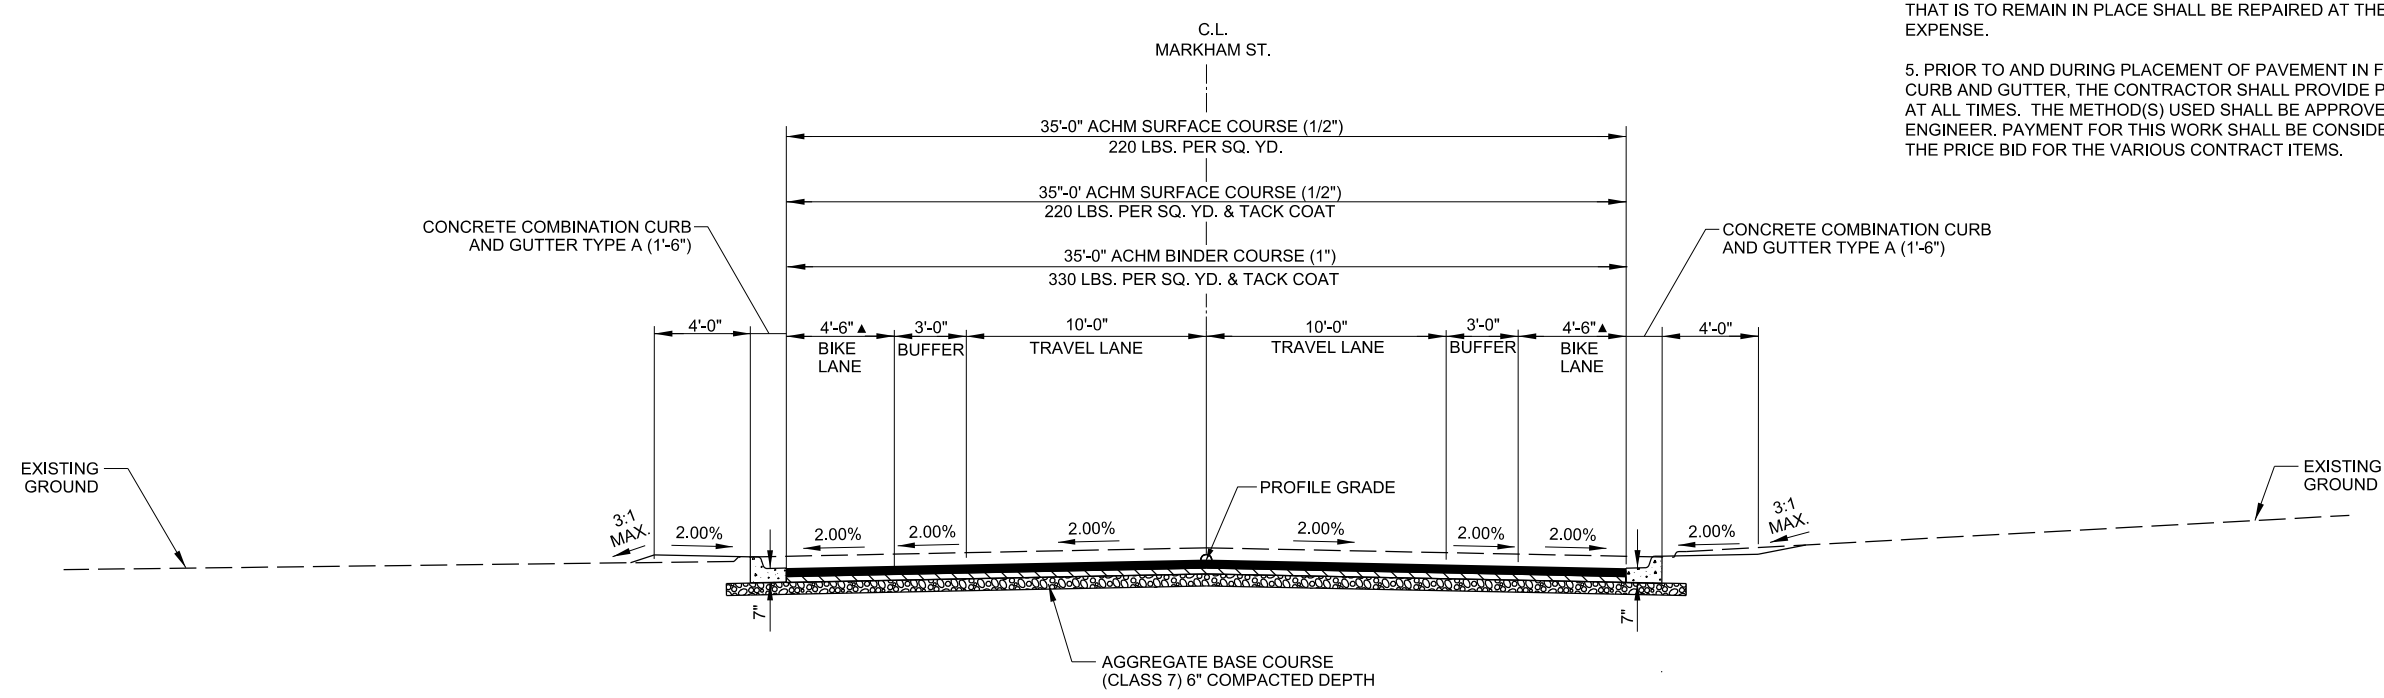 THAT IS TO REMAIN IN PLACE SHALL BE REPAIRED AT THE
EXPENSE.
5. PRIOR TO AND DURING PLACEMENT OF PAVEMENT IN F
CURB AND GUTTER, THE CONTRACTOR SHALL PROVIDE P
AT ALL TIMES. THE METHOD(S) USED SHALL BE APPROVE
ENGINEER. PAYMENT FOR THIS WORK SHALL BE CONSIDE
THE PRICE BID FOR THE VARIOUS CONTRACT ITEMS.
C.L.
MARKHAM ST.
35'-0" ACHM SURFACE COURSE (1/2")
220 LBS. PER SQ. YD.
35"-0' ACHM SURFACE COURSE (1/2")
220 LBS. PER SQ. YD. & TACK COAT
35'-0" ACHM BINDER COURSE (1")
330 LBS. PER SQ. YD. & TACK COAT
CONCRETE COMBINATION CURB
AND GUTTER TYPE A (1'-6")
CONCRETE COMBINATION CURB
AND GUTTER TYPE A (1'-6")
4'-0" 4'-6"▲ 3'-0" 10'-0" 10'-0" 3'-0" 4'-6"▲ 4'-0"
BIKE BUFFER TRAVEL LANE TRAVEL LANE BUFFER BIKE
LANE LANE
EXISTING
GROUND
EXISTING
GROUND
PROFILE GRADE
3:1
MAX.
2.00% 2.00% 2.00% 2.00% 2.00% 2.00% 2.00% 2.00%
3:1
MAX.
7"
7"
AGGREGATE BASE COURSE
(CLASS 7) 6" COMPACTED DEPTH